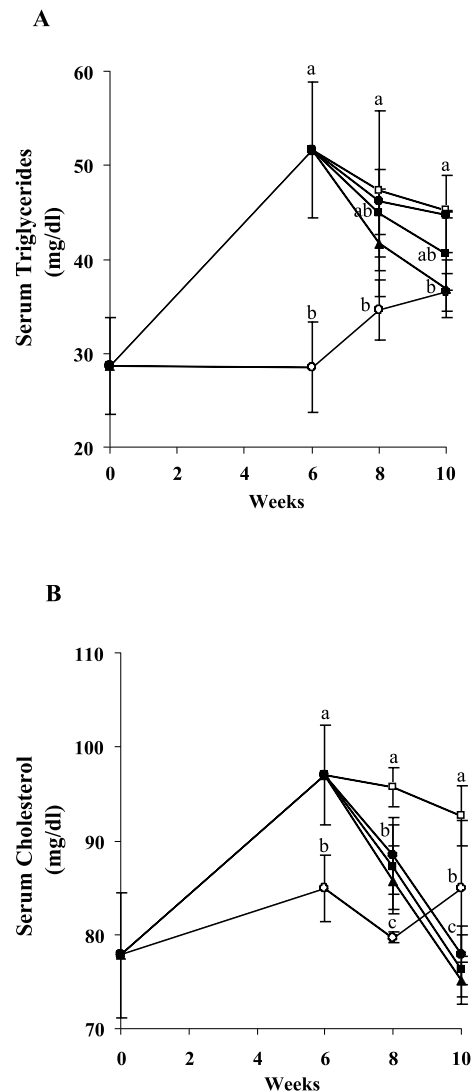 A
60
a
a
a
50
ab
ab
40
b
b
b
30
20
0
2
4
6
8
10
Serum Triglycerides
(mg/dl)
Weeks
B
110
a
a
a
100
90
b
b
b
c
c
80
70
0
2
4
6
8
10
Serum Cholesterol
(mg/dl)
Weeks